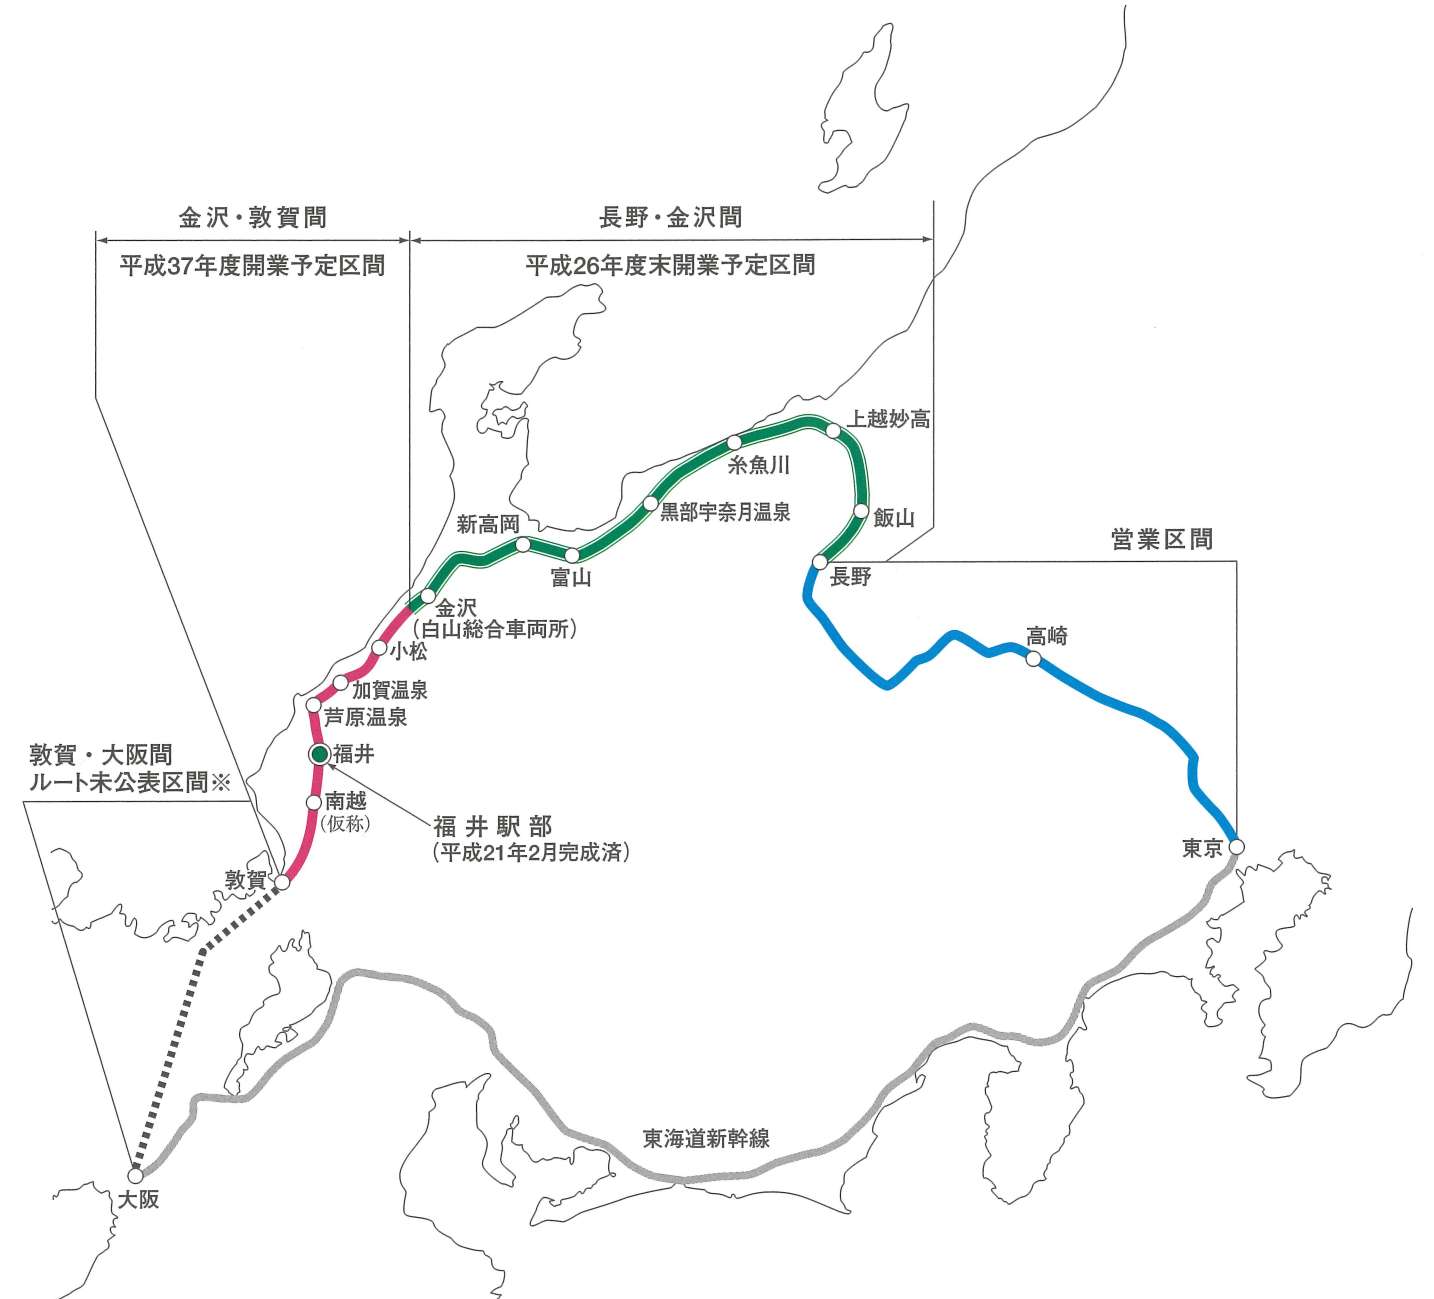 金沢・敦賀間
平成37年度開業予定区間
長野・金沢間
平成26年度末開業予定区間
上越妙高
糸魚川
黒部宇奈月温泉
飯山
新高岡
富山
営業区間
長野
金沢
(白山総合車両所)
小松
高崎
加賀温泉
芦原温泉
福井
敦賀・大阪間
ルート未公表区間※
南越
(仮称)
福井駅部
(平成21年2月完成済)
東京
敦賀
東海道新幹線
大阪